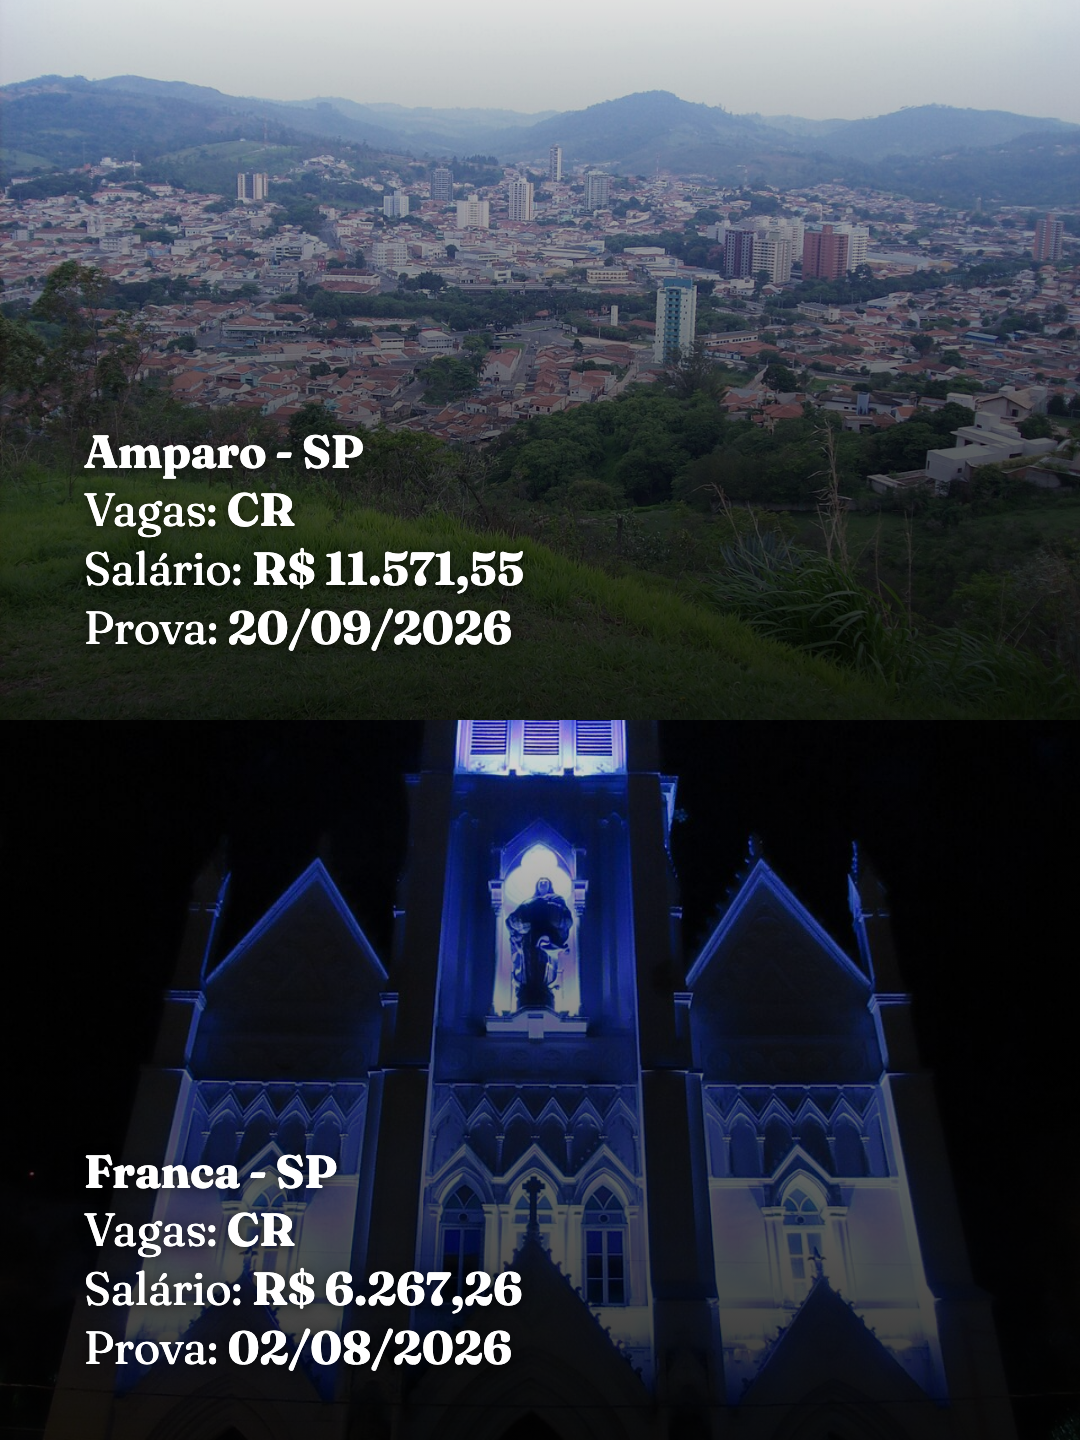 Amparo - SP
Vagas: CR
Salário: R$ 11.571,55
Prova: 20/09/2026
Franca - SP
Vagas: CR
Salário: R$ 6.267,26
Prova: 02/08/2026